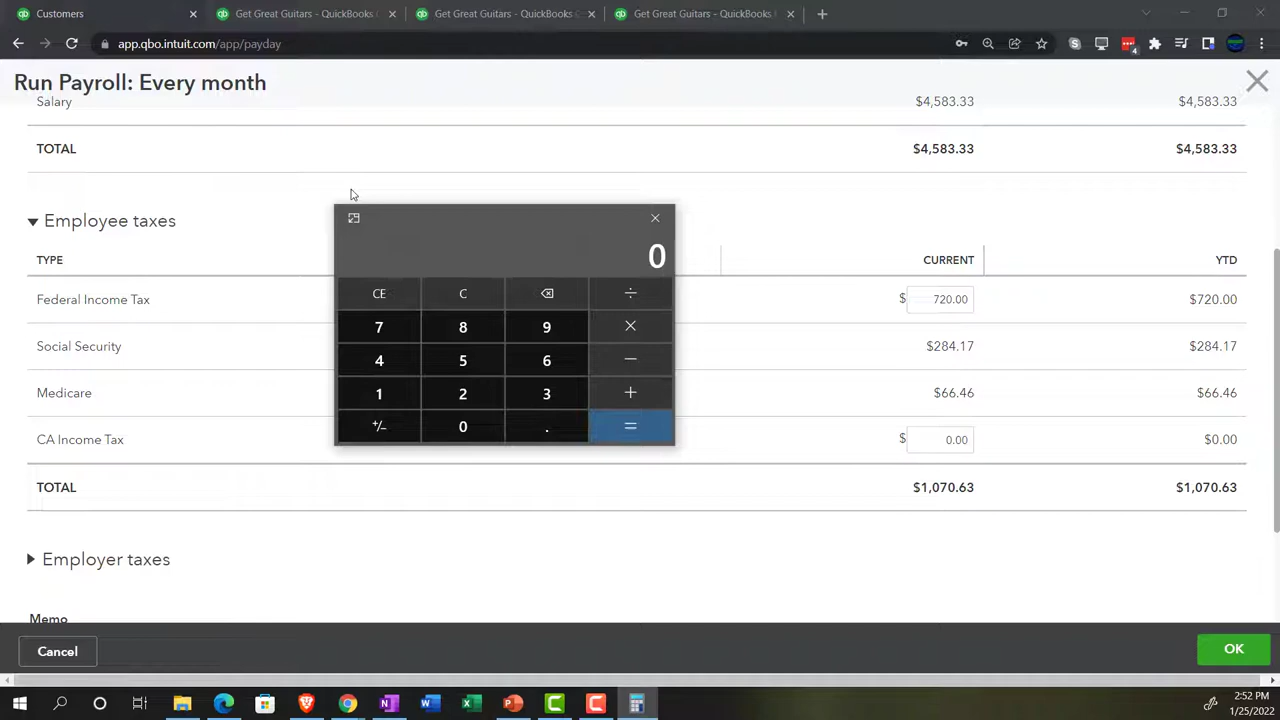 Customers
Get Great Guitars - QuickBooks
Get Great Guitars - QuickBooks
Get Great Guitars - QuickBooks
app.qbo.intuit.com/app/payday
4
Run Payroll: Every month
Salary $4,583.33 $4,583.33
TOTAL $4,583.33 $4,583.33
Employee taxes
TYPE CURRENT YTD
Federal Income Tax $ 720.00 $720.00
Social Security $284.17 $284.17
Medicare $66.46 $66.46
CA Income Tax $ 0.00 $0.00
TOTAL $1,070.63 $1,070.63
0
CE C ÷
7 8 9 ×
4 5 6 −
1 2 3 +
+/− 0 . =
Employer taxes
Memo
Cancel OK
2:52 PM
1/25/2022